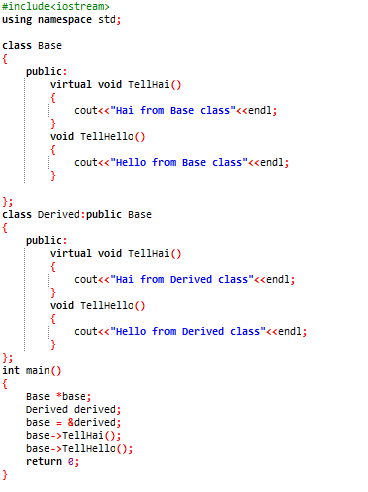 #include<iostream>
using namespace std;
class Base
{
public:
virtual void TellHai()
{
cout<<"Hai from Base class"<<endl;
}
void TellHello()
{
cout<<"Hello from Base class"<<endl;
}
};
class Derived:public Base
{
public:
virtual void TellHai()
{
cout<<"Hai from Derived class"<<endl;
}
void TellHello()
{
cout<<"Hello from Derived class"<<endl;
}
};
int main()
{
Base *base;
Derived derived;
base = &derived;
base->TellHai();
base->TellHello();
return 0;
}